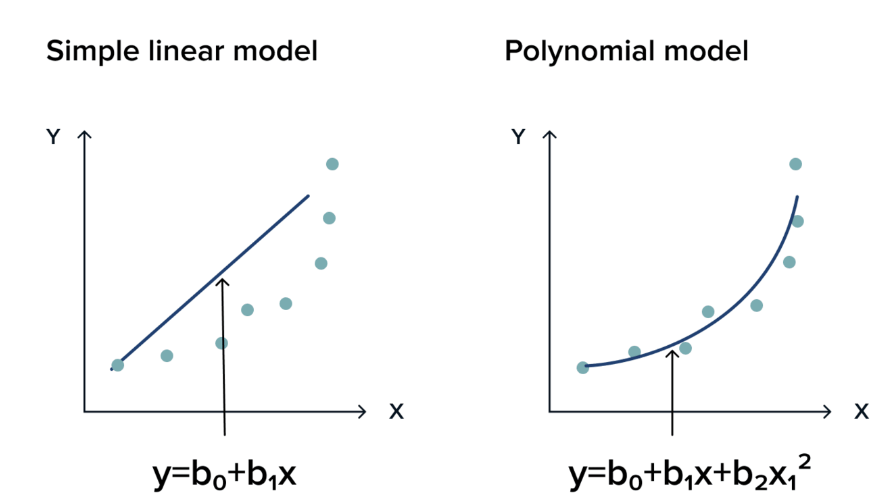 Simple linear model
Polynomial model
Y
X
y=b₀+b₁x
Y
X
y=b₀+b₁x+b₂x₁²